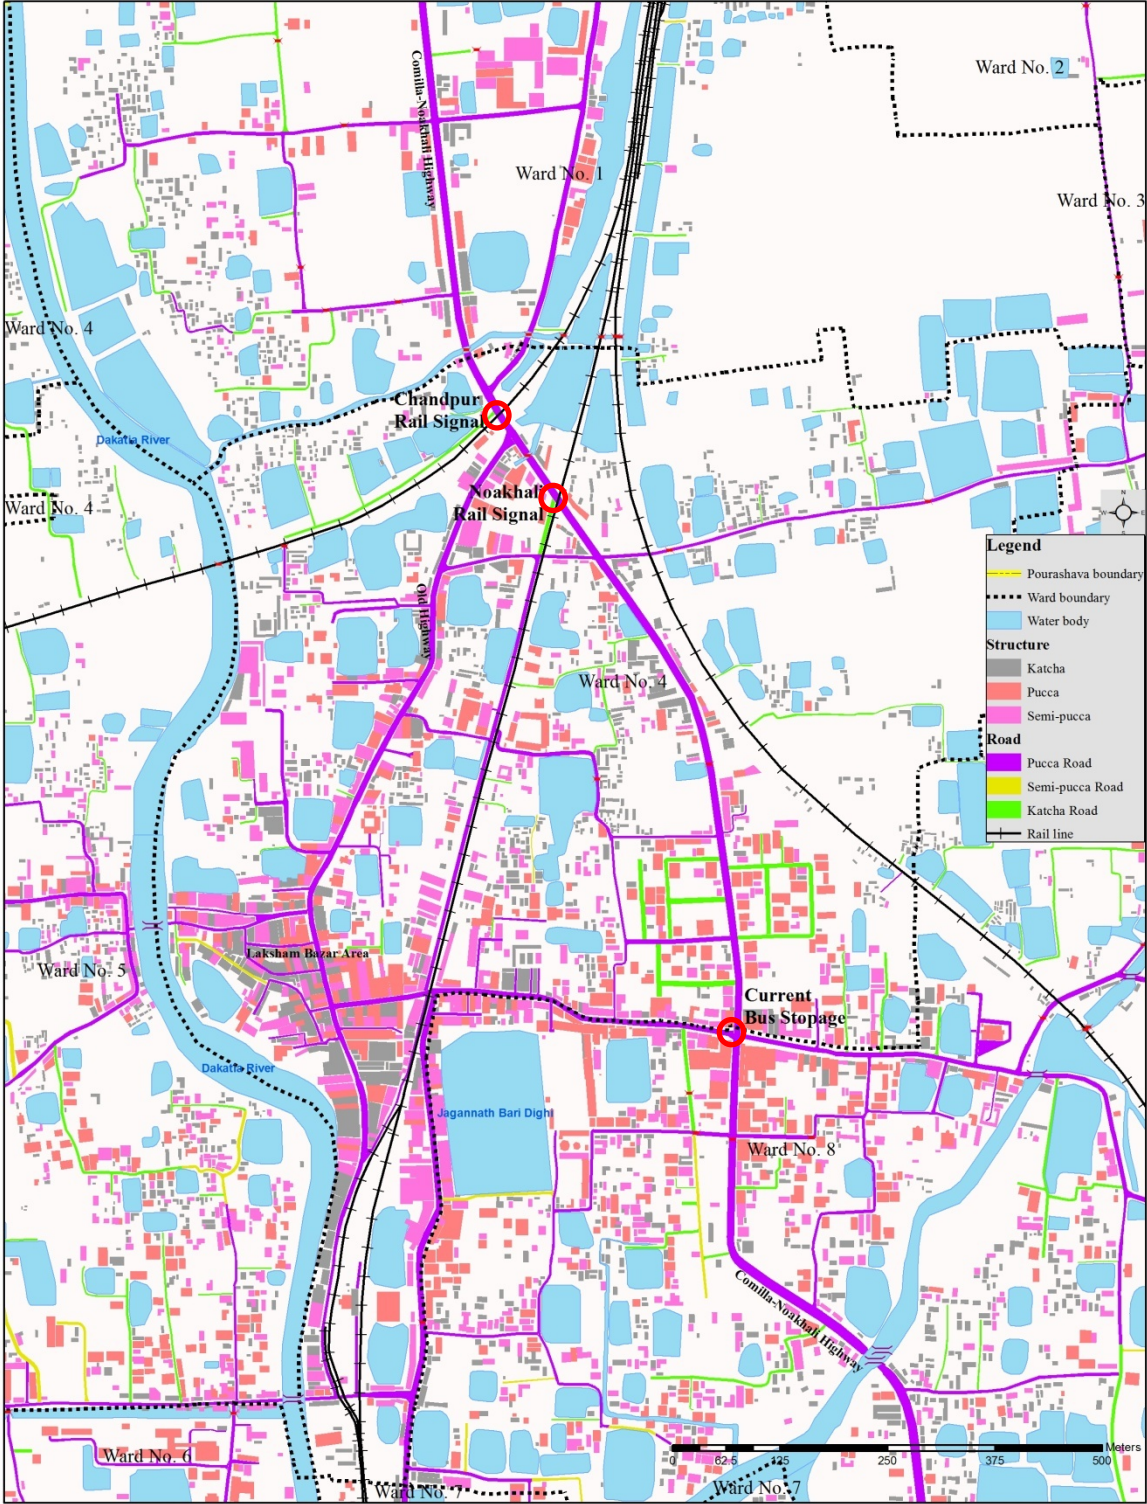 Ward No. 2
Comilla-Noakhali Highway
Ward No. 1
Ward No. 3
Ward No. 4
Chandpur
Rail Signal
Dakatia River
Ward No. 4
Noakhali
Rail Signal
N
W
E
S
Legend
Pourashava boundary
Ward boundary
Water body
Structure
Katcha
Pucca
Semi-pucca
Road
Pucca Road
Semi-pucca Road
Katcha Road
Rail line
Old Highway
Ward No. 4
Laksham Bazar Area
Ward No. 5
Current
Bus Stopage
Dakatia River
Jagannath Bari Dighi
Ward No. 8
Comilla-Noakhali Highway
Meters
0 62.5 125 250 375 500
Ward No. 6
Ward No. 7
Ward No. 7